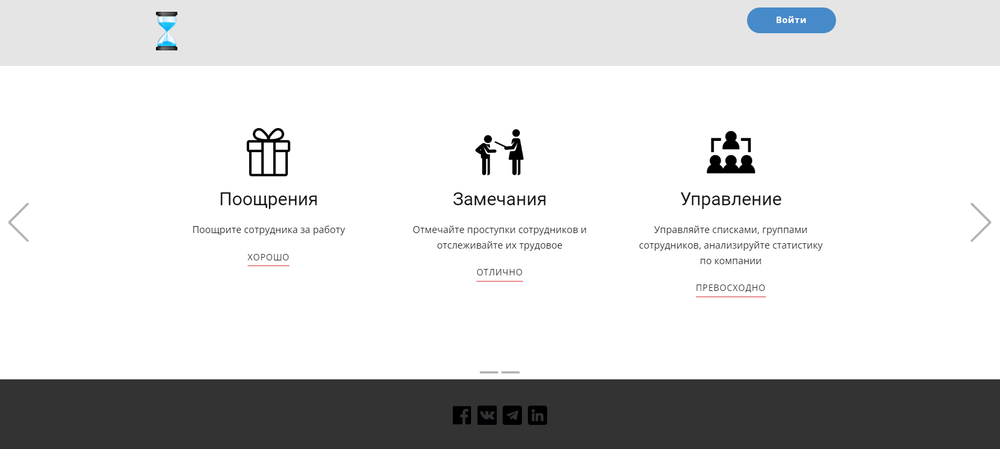 Войти
Поощрения
Поощрите сотрудника за работу
ХОРОШО
Замечания
Отмечайте проступки сотрудников и
отслеживайте их трудовое
ОТЛИЧНО
Управление
Управляйте списками, группами
сотрудников, анализируйте статистику
по компании
ПРЕВОСХОДНО